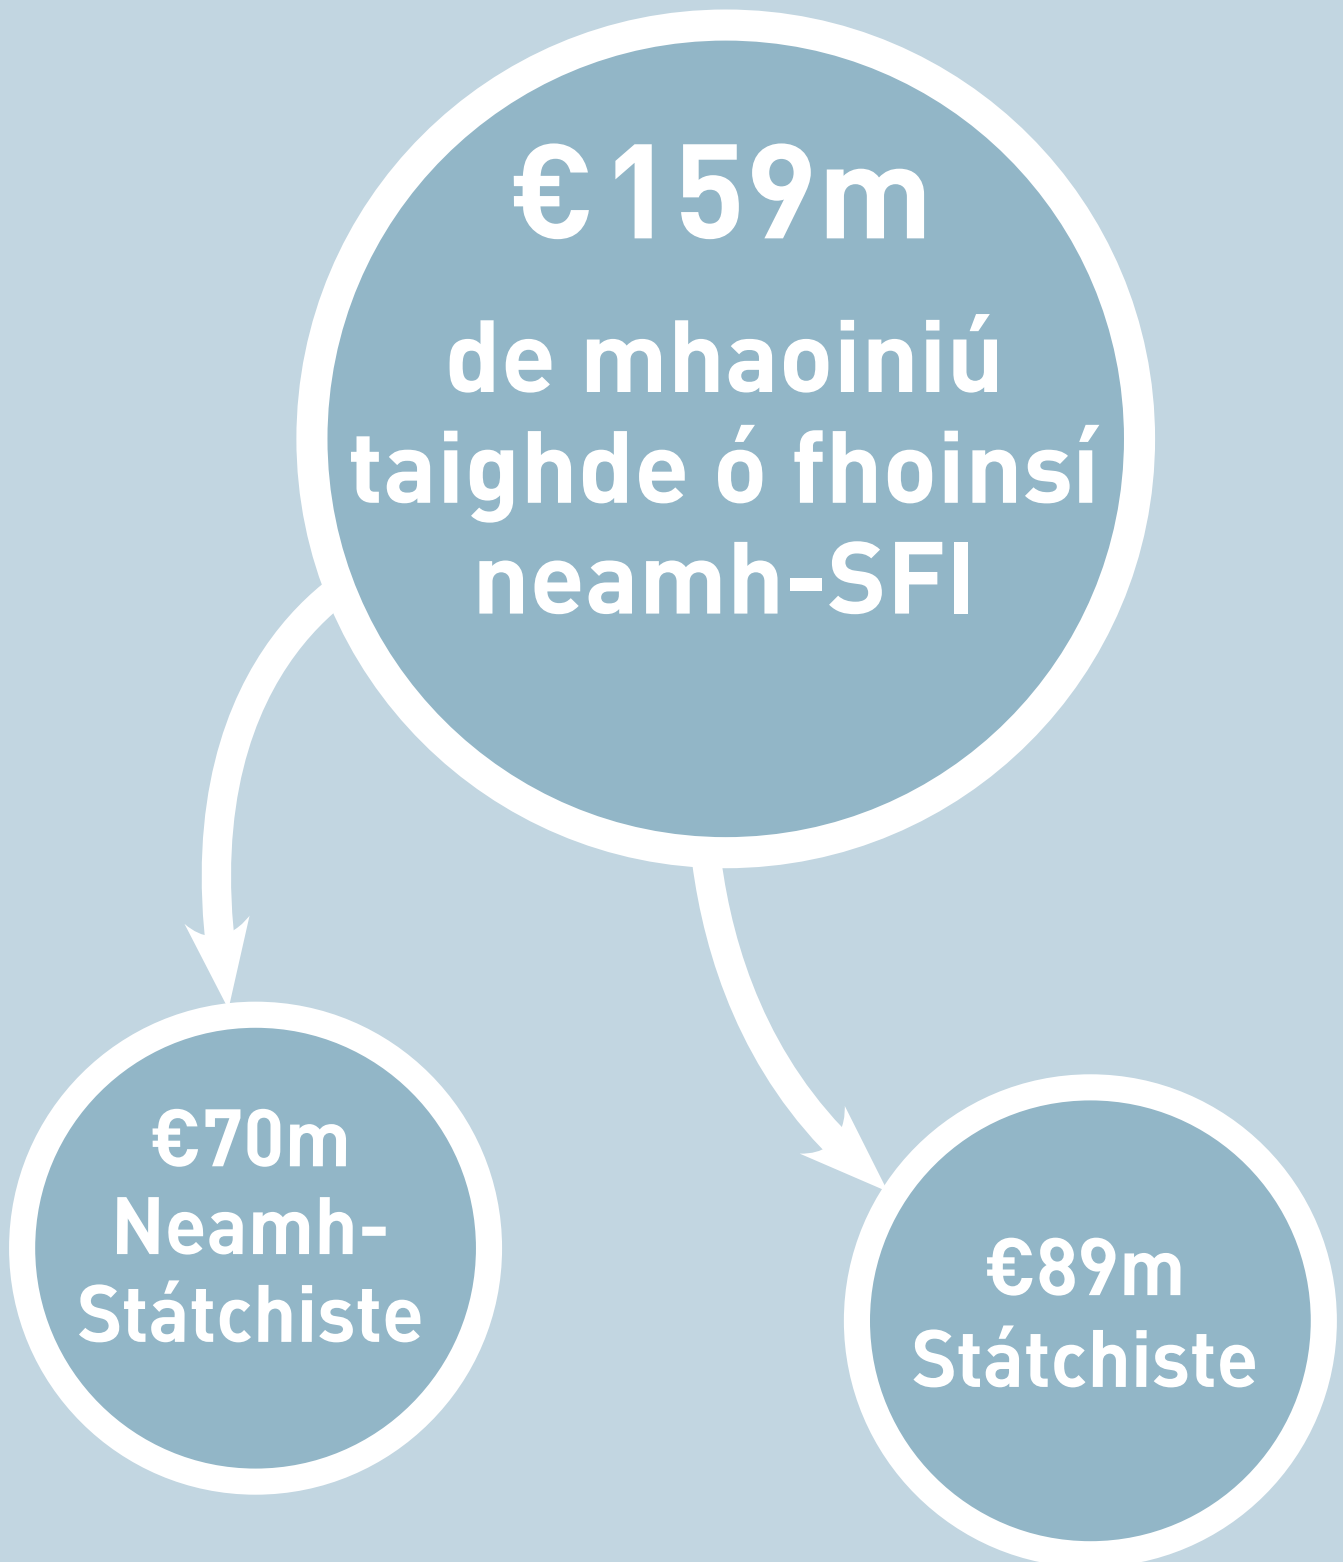 €159m
de mhaoiniú
taighde ó fhoinsí
neamh-SFI
€70m
Neamh-
Státchiste
€89m
Státchiste